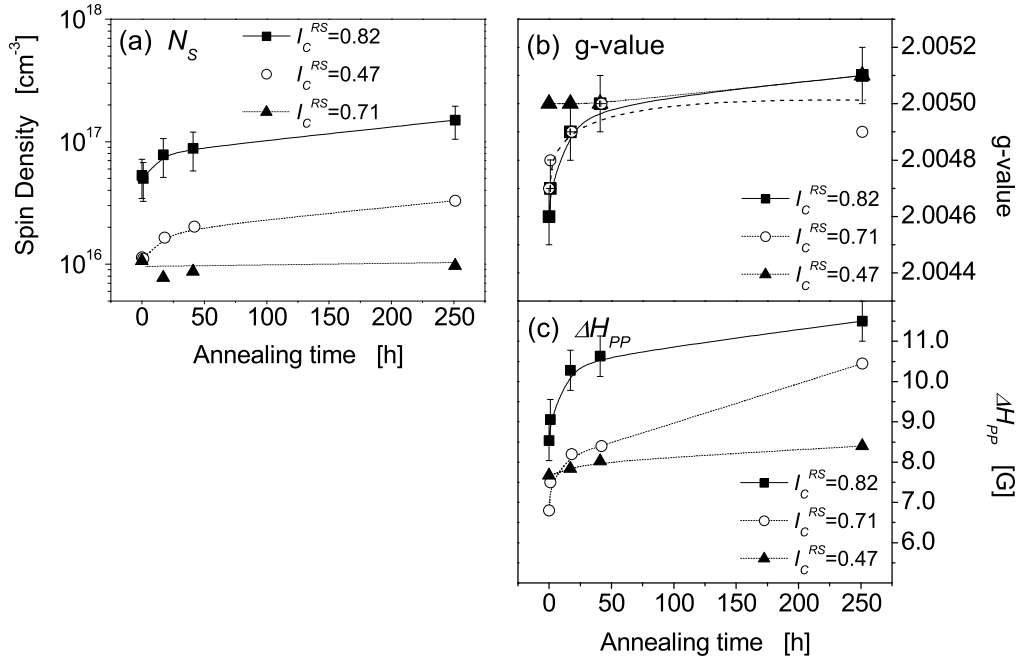 (a) N_S
I_C^RS=0.82
I_C^RS=0.47
I_C^RS=0.71
10^18
10^17
10^16
Spin Density [cm^-3]
0 50 100 150 200 250
Annealing time [h]
(b) g-value
2.0052
2.0050
2.0048
2.0046
2.0044
g-value
I_C^RS=0.82
I_C^RS=0.71
I_C^RS=0.47
(c) ΔH_PP
11.0
10.0
9.0
8.0
7.0
6.0
ΔH_PP [G]
I_C^RS=0.82
I_C^RS=0.71
I_C^RS=0.47
0 50 100 150 200 250
Annealing time [h]